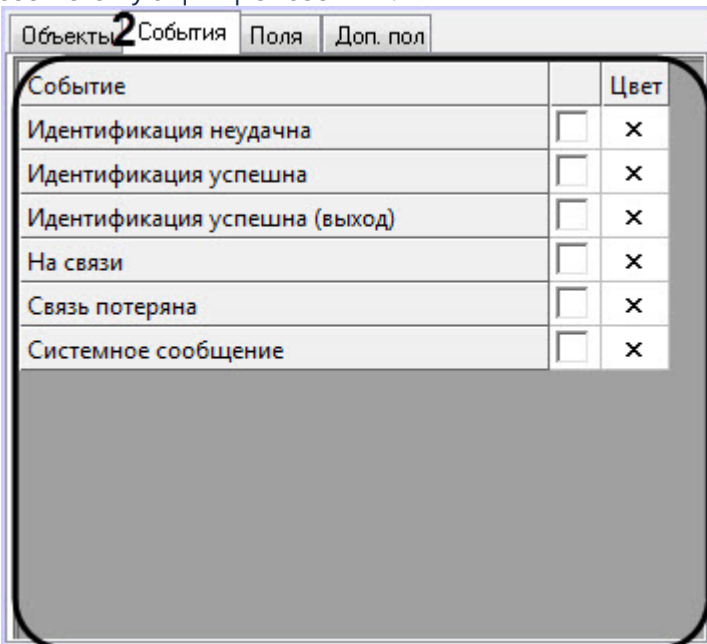 Объекты 2 События Поля Доп. пол
Событие Цвет
Идентификация неудачна ×
Идентификация успешна ×
Идентификация успешна (выход) ×
На связи ×
Связь потеряна ×
Системное сообщение ×